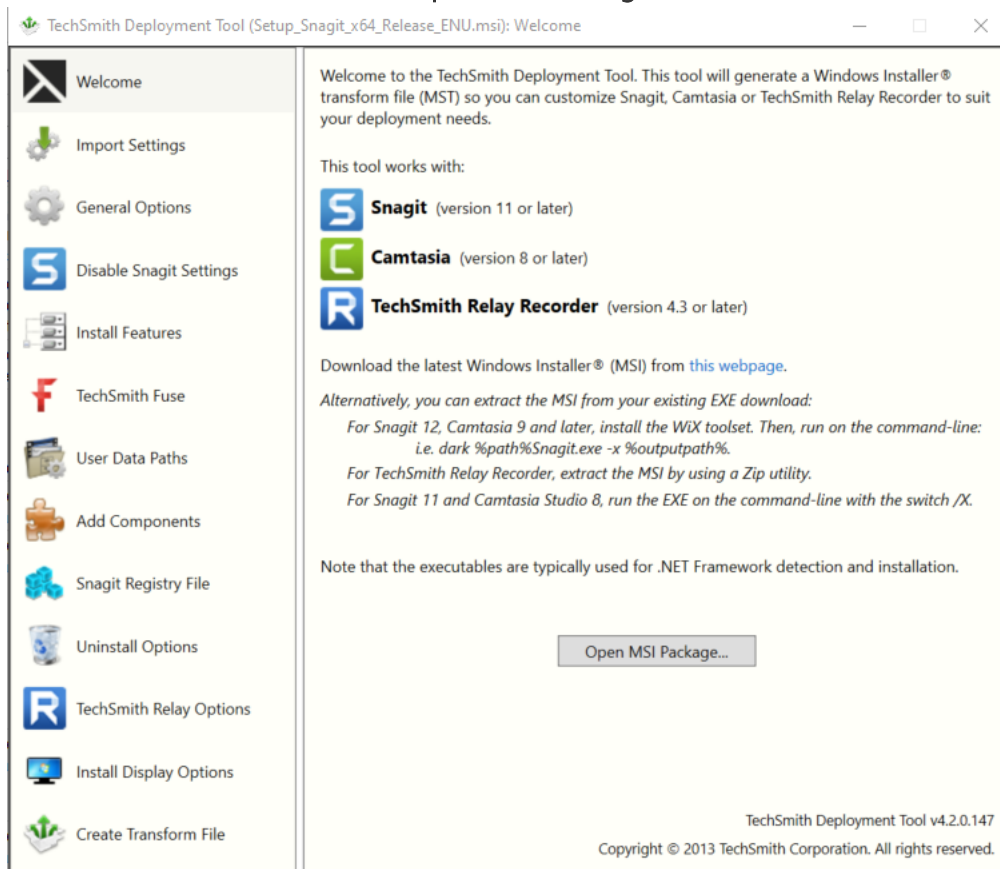 TechSmith Deployment Tool (Setup_Snagit_x64_Release_ENU.msi): Welcome
Welcome
Import Settings
General Options
Disable Snagit Settings
Install Features
TechSmith Fuse
User Data Paths
Add Components
Snagit Registry File
Uninstall Options
TechSmith Relay Options
Install Display Options
Create Transform File
Welcome to the TechSmith Deployment Tool. This tool will generate a Windows Installer®
transform file (MST) so you can customize Snagit, Camtasia or TechSmith Relay Recorder to suit
your deployment needs.
This tool works with:
Snagit (version 11 or later)
Camtasia (version 8 or later)
TechSmith Relay Recorder (version 4.3 or later)
Download the latest Windows Installer® (MSI) from this webpage.
Alternatively, you can extract the MSI from your existing EXE download:
For Snagit 12, Camtasia 9 and later, install the WiX toolset. Then, run on the command-line:
i.e. dark %path%Snagit.exe -x %outputpath%.
For TechSmith Relay Recorder, extract the MSI by using a Zip utility.
For Snagit 11 and Camtasia Studio 8, run the EXE on the command-line with the switch /X.
Note that the executables are typically used for .NET Framework detection and installation.
Open MSI Package...
TechSmith Deployment Tool v4.2.0.147
Copyright © 2013 TechSmith Corporation. All rights reserved.